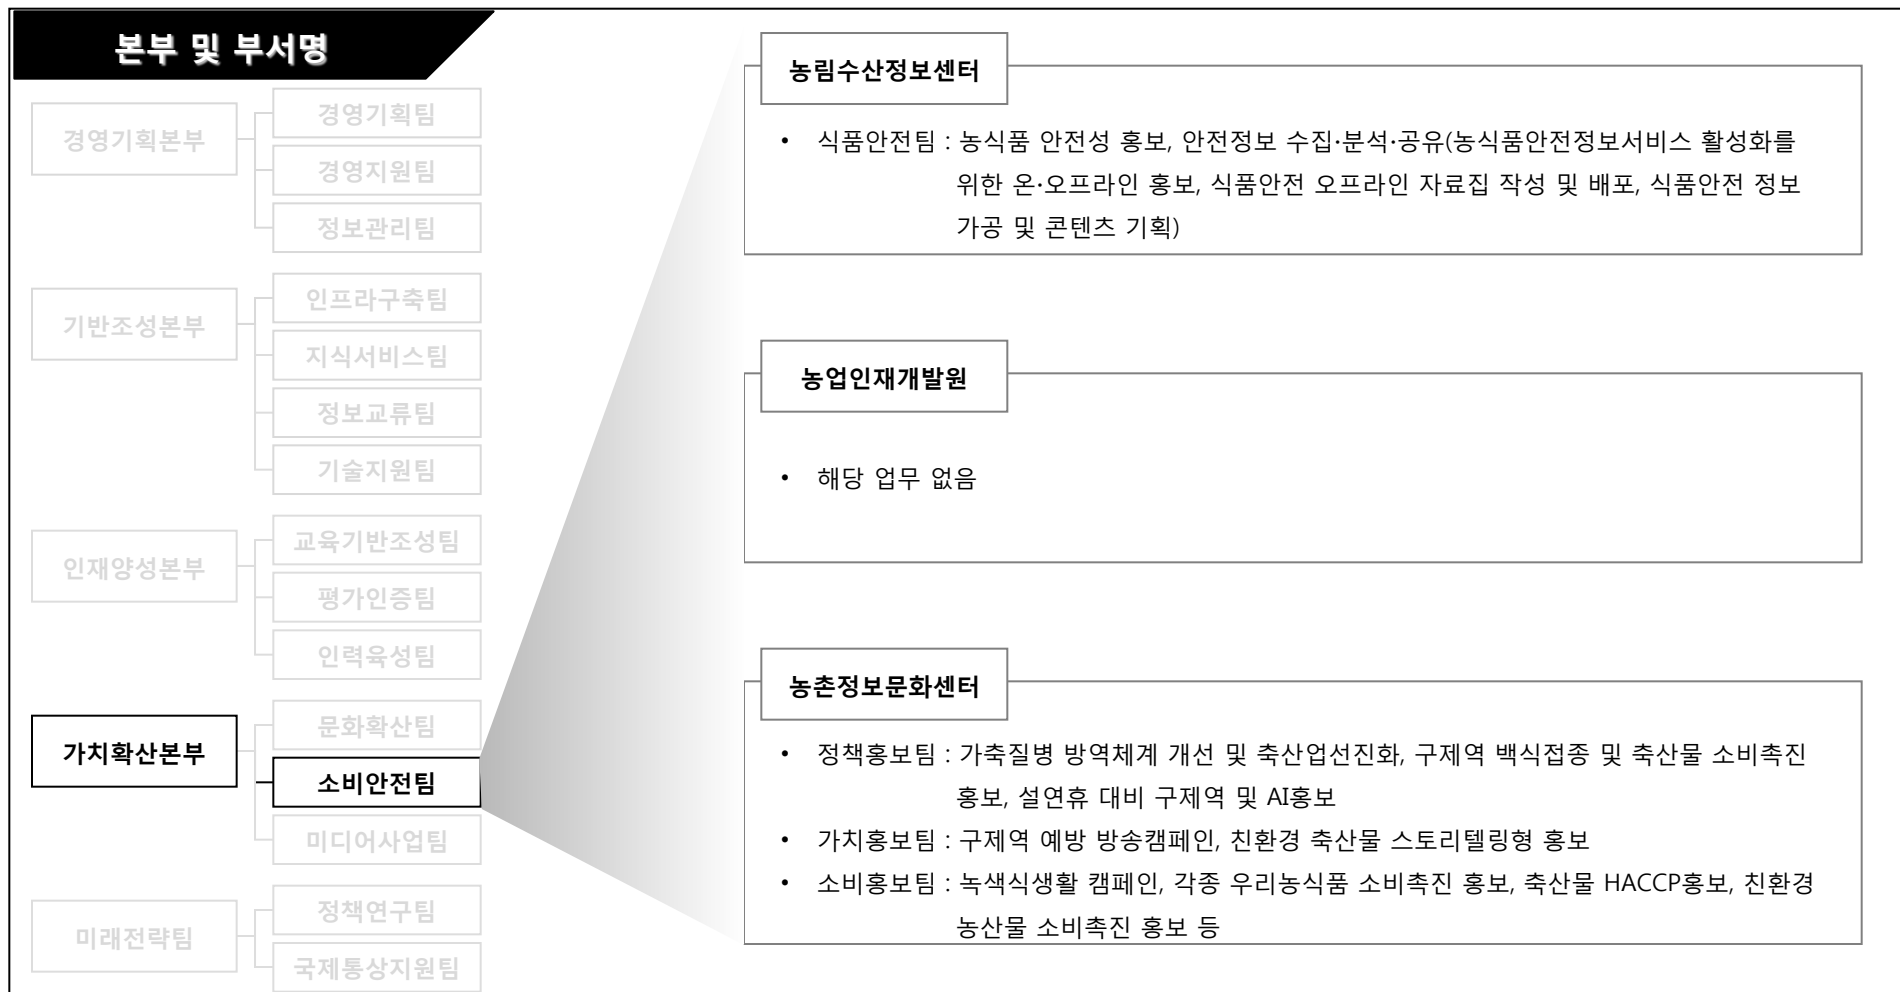 본부 및 부서명
경영기획본부
경영기획팀
경영지원팀
정보관리팀
기반조성본부
인프라구축팀
지식서비스팀
정보교류팀
기술지원팀
인재양성본부
교육기반조성팀
평가인증팀
인력육성팀
가치확산본부
문화확산팀
소비안전팀
미디어사업팀
미래전략팀
정책연구팀
국제통상지원팀
농림수산정보센터
• 식품안전팀 : 농식품 안전성 홍보, 안전정보 수집·분석·공유(농식품안전정보서비스 활성화를
위한 온·오프라인 홍보, 식품안전 오프라인 자료집 작성 및 배포, 식품안전 정보
가공 및 콘텐츠 기획)
농업인재개발원
• 해당 업무 없음
농촌정보문화센터
• 정책홍보팀 : 가축질병 방역체계 개선 및 축산업선진화, 구제역 백식접종 및 축산물 소비촉진
홍보, 설연휴 대비 구제역 및 AI홍보
• 가치홍보팀 : 구제역 예방 방송캠페인, 친환경 축산물 스토리텔링형 홍보
• 소비홍보팀 : 녹색식생활 캠페인, 각종 우리농식품 소비촉진 홍보, 축산물 HACCP홍보, 친환경
농산물 소비촉진 홍보 등